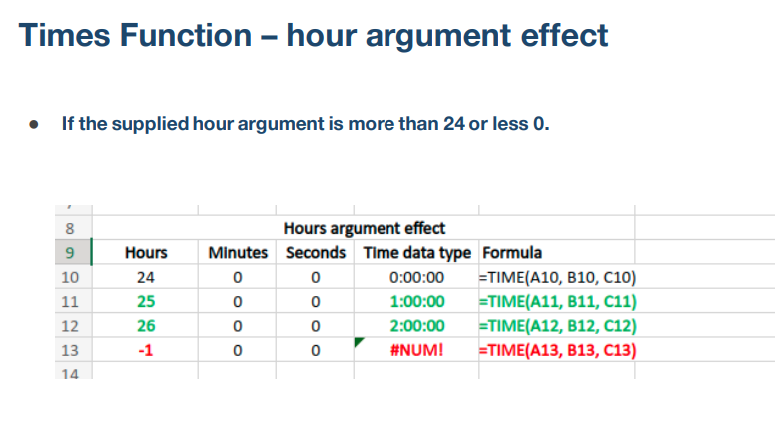 Times Function – hour argument effect
● If the supplied hour argument is more than 24 or less 0.
8 Hours argument effect
9 Hours Minutes Seconds Time data type Formula
10 24 0 0 0:00:00 =TIME(A10, B10, C10)
11 25 0 0 1:00:00 =TIME(A11, B11, C11)
12 26 0 0 2:00:00 =TIME(A12, B12, C12)
13 -1 0 0 #NUM! =TIME(A13, B13, C13)
14